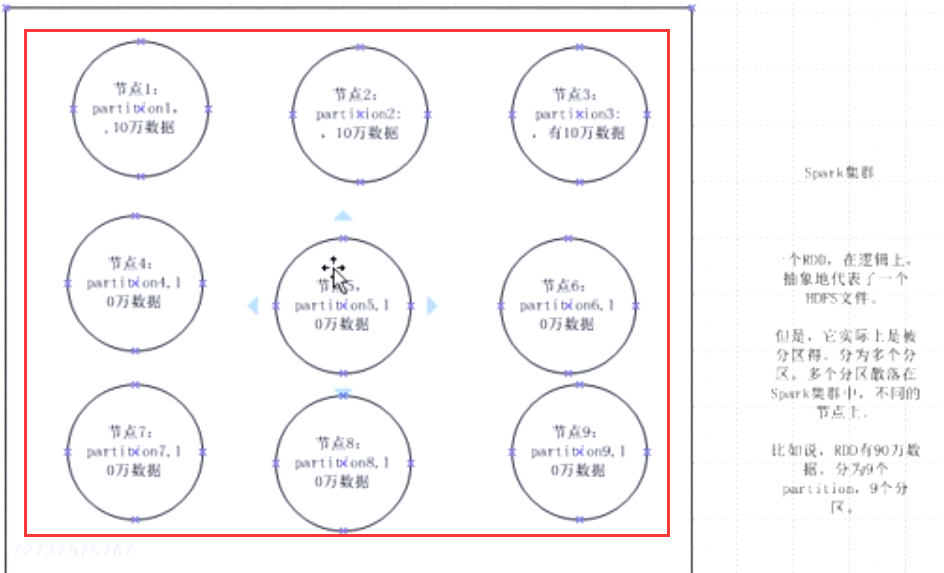 节点1:
partition1,
,10万数据
节点2:
partition2:
, 10万数据
节点3:
partition3:
, 有10万数据
Spark集群
节点4:
partition4,1
0万数据
partition5,1
0万数据
节点6:
partition6,1
0万数据
个RDD, 在逻辑上,
抽象地代表了一个
HDFS文件。
但是, 它实际上是被
分区得。分为多个分
区。多个分区散落在
Spark集群中, 不同的
节点上。
比如说, RDD有90万数
据。分为9个
partition, 9个分
区。
节点7:
partition7,1
0万数据
节点8:
partition8,1
0万数据
节点9:
partition9,1
0万数据
72737475767